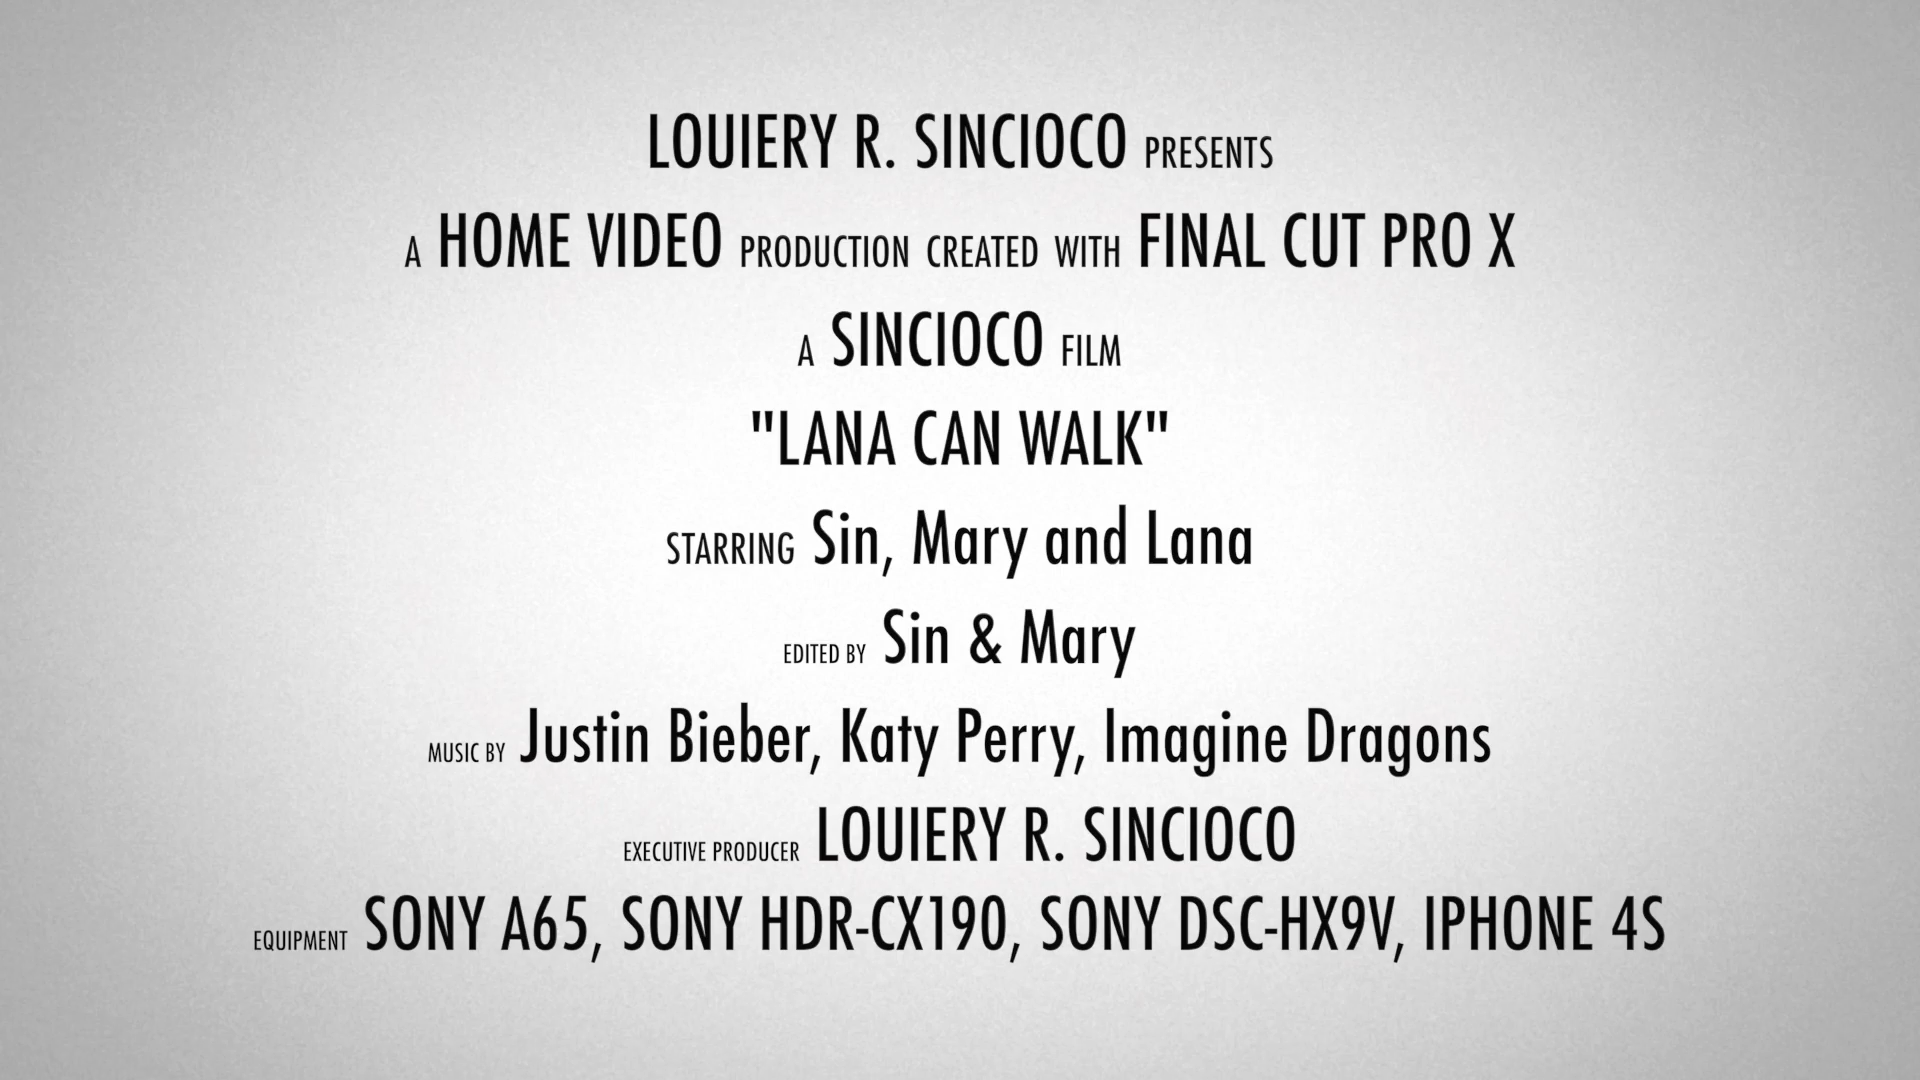 LOUIERY R. SINCIOCO PRESENTS
A HOME VIDEO PRODUCTION CREATED WITH FINAL CUT PRO X
A SINCIOCO FILM
"LANA CAN WALK"
STARRING Sin, Mary and Lana
EDITED BY Sin & Mary
MUSIC BY Justin Bieber, Katy Perry, Imagine Dragons
EXECUTIVE PRODUCER LOUIERY R. SINCIOCO
EQUIPMENT SONY A65, SONY HDR-CX190, SONY DSC-HX9V, IPHONE 4S